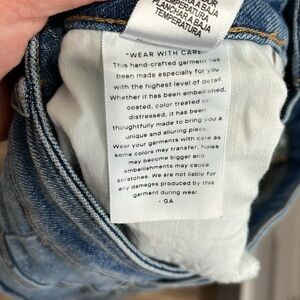 TEMPERATURA
PLANCHAR A BAJA
TEMPERATURA
"WEAR WITH CARE"
This hand-crafted garment has
been made especially for you
with the highest level of detail.
Whether it has been embellished,
coated, color treated or
distressed, it has been
thoughtfully made to bring you a
unique and alluring piece.
Wear your garments with care as
some colors may transfer, holes
may become bigger and
embellishments may cause
scratches. We are not liable for
any damages produced by this
garment during wear.
- GA